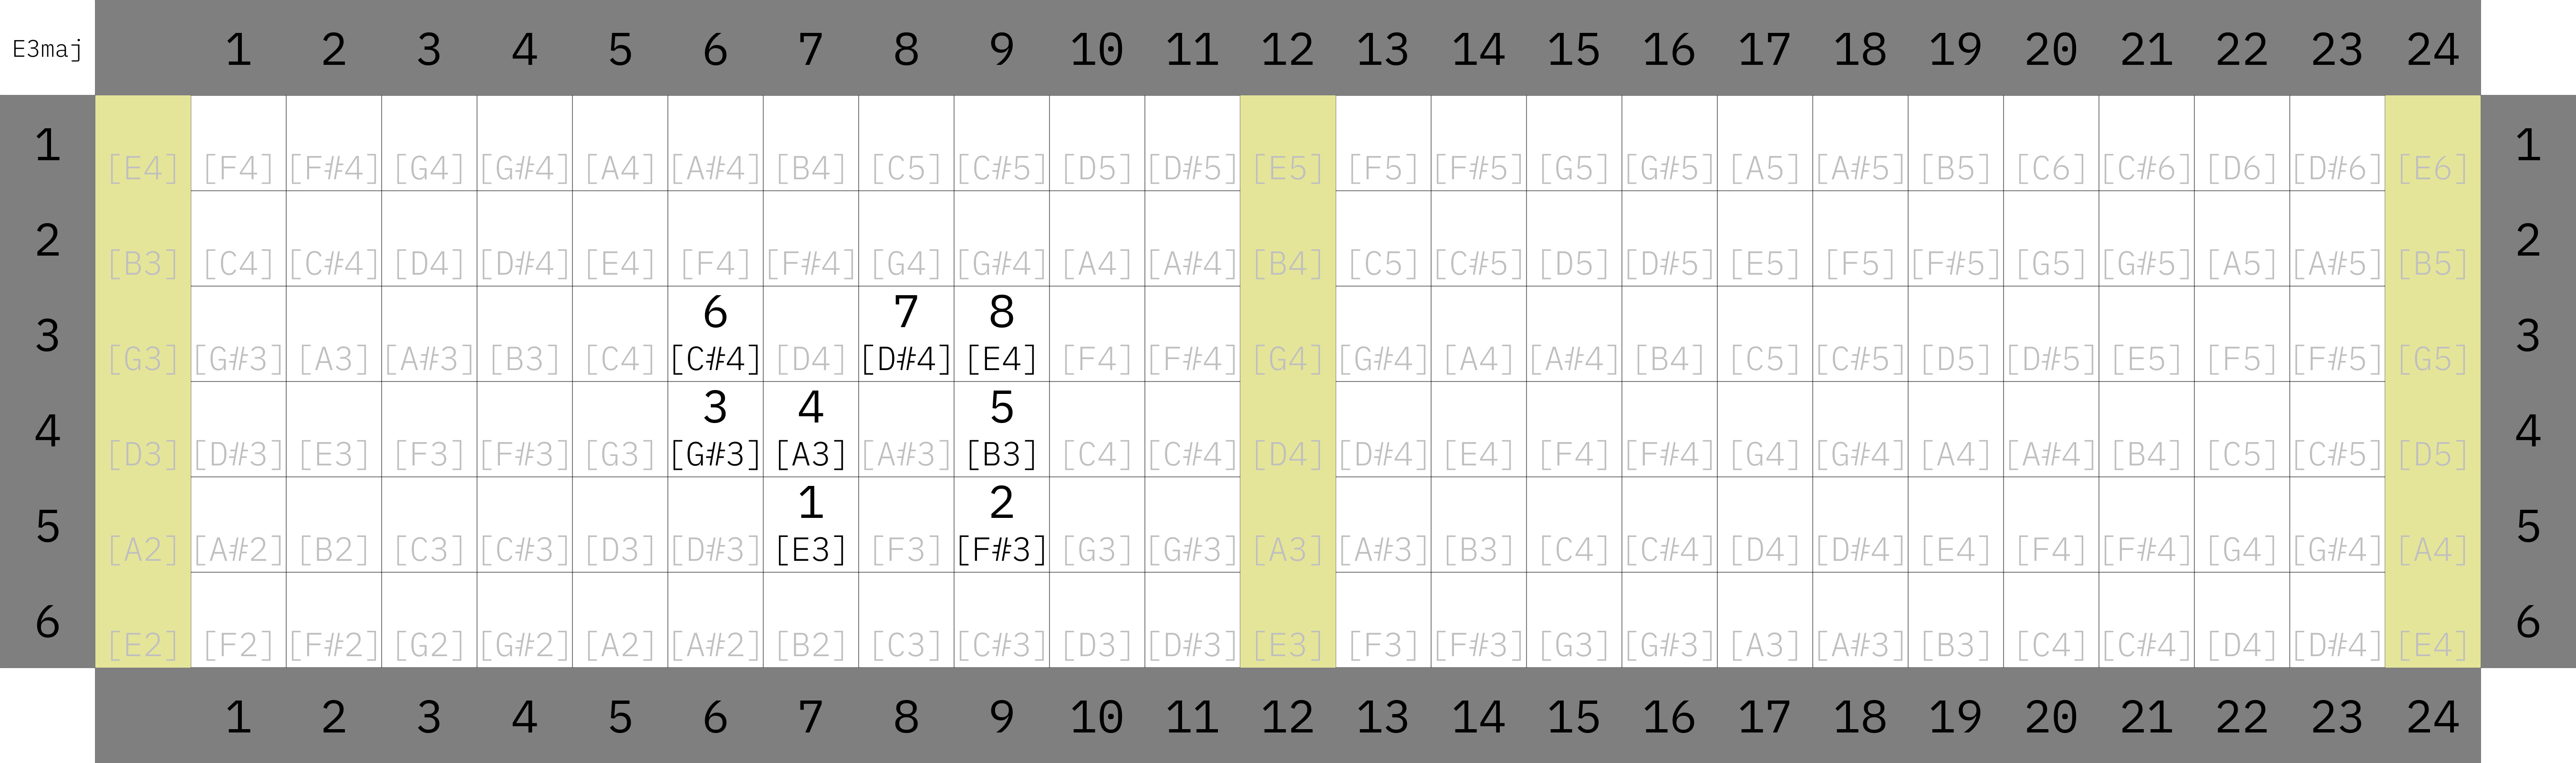 E3maj 1 2 3 4 5 6 7 8 9 10 11 12 13 14 15 16 17 18 19 20 21 22 23 24
1 [E4] [F4] [F#4] [G4] [G#4] [A4] [A#4] [B4] [C5] [C#5] [D5] [D#5] [E5] [F5] [F#5] [G5] [G#5] [A5] [A#5] [B5] [C6] [C#6] [D6] [D#6] [E6] 1
2 [B3] [C4] [C#4] [D4] [D#4] [E4] [F4] [F#4] [G4] [G#4] [A4] [A#4] [B4] [C5] [C#5] [D5] [D#5] [E5] [F5] [F#5] [G5] [G#5] [A5] [A#5] [B5] 2
6 7 8
3 [G3] [G#3] [A3] [A#3] [B3] [C4] [C#4] [D4] [D#4] [E4] [F4] [F#4] [G4] [G#4] [A4] [A#4] [B4] [C5] [C#5] [D5] [D#5] [E5] [F5] [F#5] [G5] 3
3 4 5
4 [D3] [D#3] [E3] [F3] [F#3] [G3] [G#3] [A3] [A#3] [B3] [C4] [C#4] [D4] [D#4] [E4] [F4] [F#4] [G4] [G#4] [A4] [A#4] [B4] [C5] [C#5] [D5] 4
1 2
5 [A2] [A#2] [B2] [C3] [C#3] [D3] [D#3] [E3] [F3] [F#3] [G3] [G#3] [A3] [A#3] [B3] [C4] [C#4] [D4] [D#4] [E4] [F4] [F#4] [G4] [G#4] [A4] 5
6 [E2] [F2] [F#2] [G2] [G#2] [A2] [A#2] [B2] [C3] [C#3] [D3] [D#3] [E3] [F3] [F#3] [G3] [G#3] [A3] [A#3] [B3] [C4] [C#4] [D4] [D#4] [E4] 6
1 2 3 4 5 6 7 8 9 10 11 12 13 14 15 16 17 18 19 20 21 22 23 24